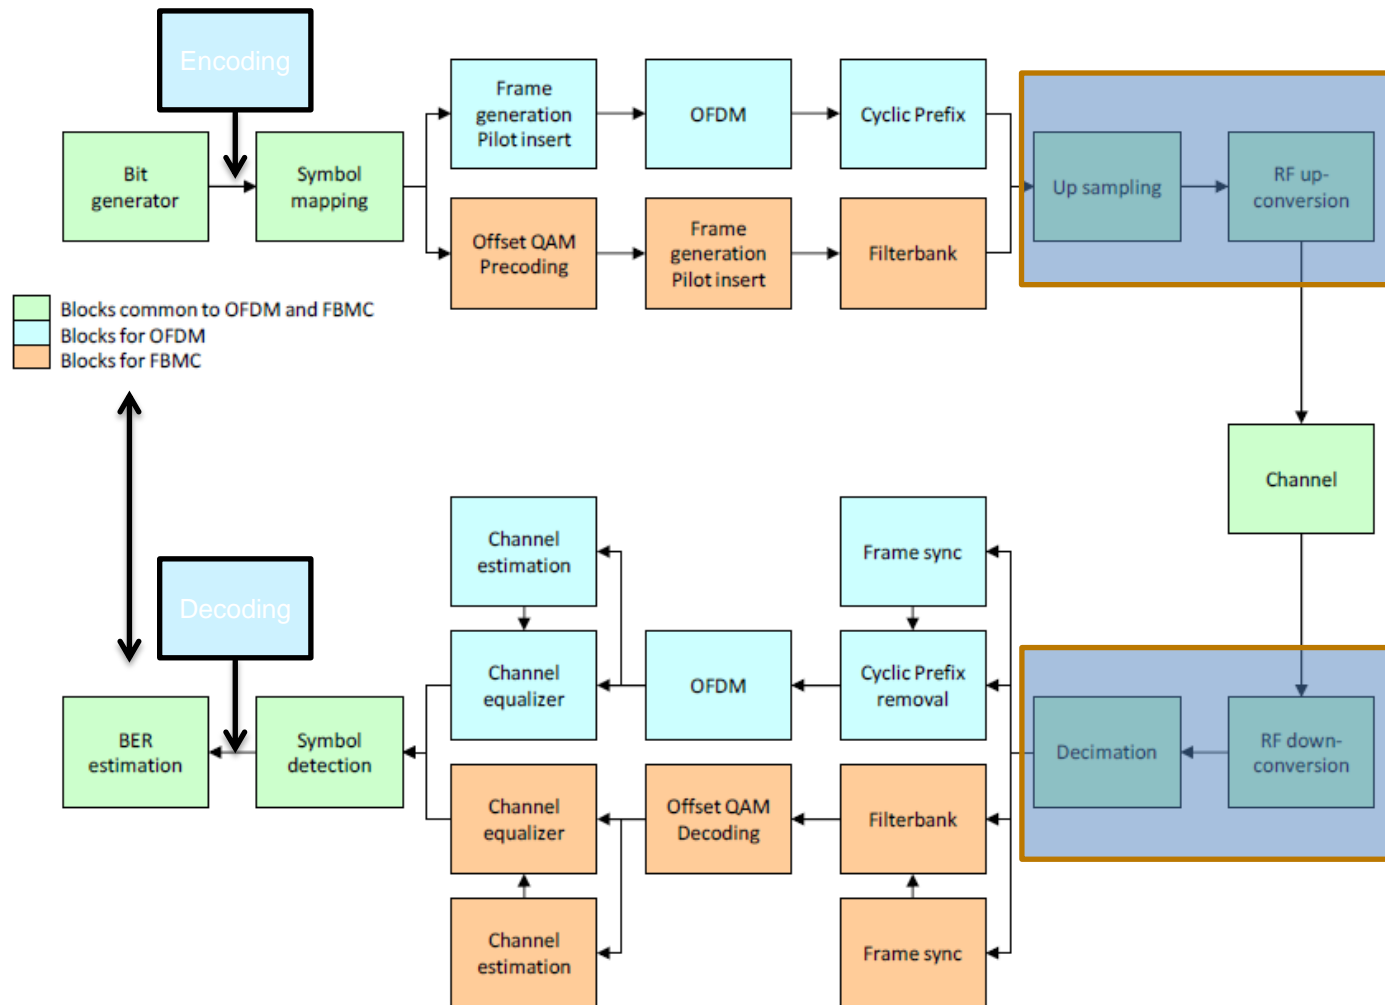 Encoding
Bit
generator
Symbol
mapping
Frame
generation
Pilot insert
OFDM
Cyclic Prefix
Up sampling
RF up-
conversion
Offset QAM
Precoding
Frame
generation
Pilot insert
Filterbank
Blocks common to OFDM and FBMC
Blocks for OFDM
Blocks for FBMC
Channel
Channel
estimation
Frame sync
Decoding
Channel
equalizer
OFDM
Cyclic Prefix
removal
BER
estimation
Symbol
detection
Decimation
RF down-
conversion
Channel
equalizer
Offset QAM
Decoding
Filterbank
Channel
estimation
Frame sync